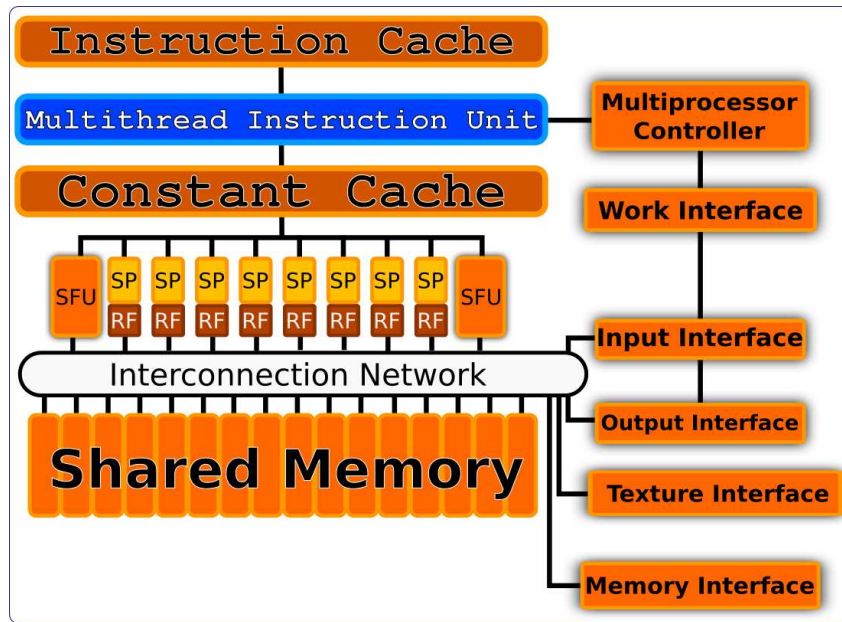 Instruction Cache
Multithread Instruction Unit
Multiprocessor
Controller
Constant Cache
Work Interface
SFU SP SP SP SP SP SP SP SP SFU
RF RF RF RF RF RF RF RF
Input Interface
Interconnection Network
Output Interface
Shared Memory
Texture Interface
Memory Interface